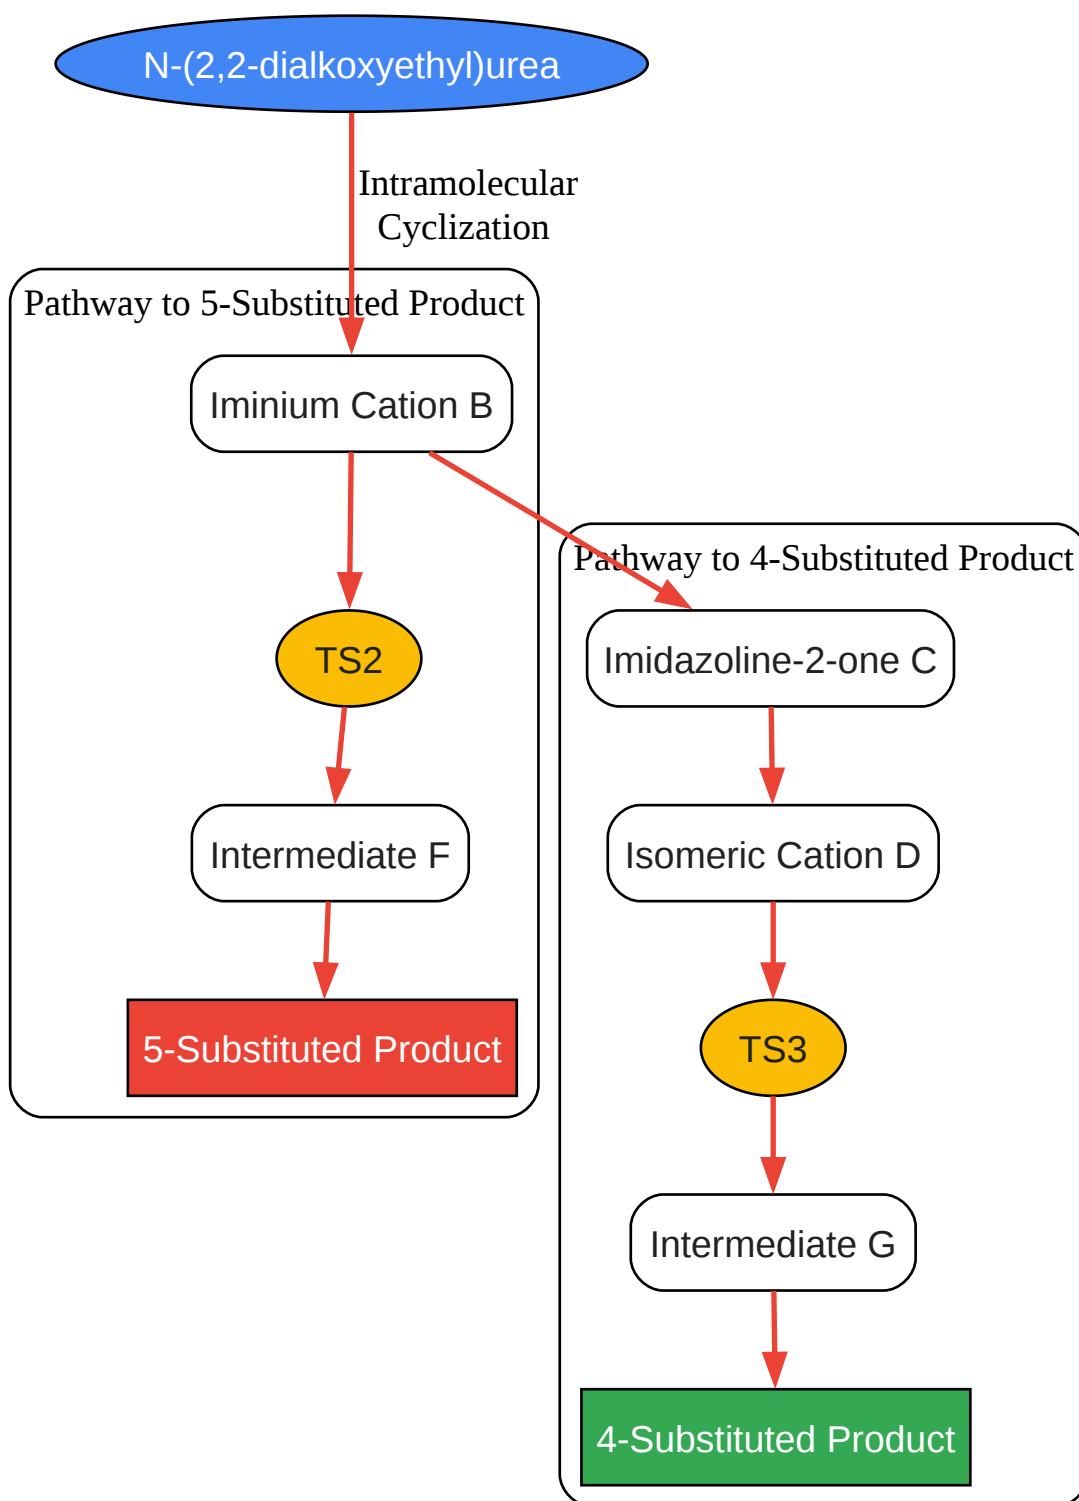 N-(2,2-dialkoxyethyl)urea
Intramolecular
Cyclization
Pathway to 5-Substituted Product
Iminium Cation B
TS2
Intermediate F
5-Substituted Product
Pathway to 4-Substituted Product
Imidazoline-2-one C
Isomeric Cation D
TS3
Intermediate G
4-Substituted Product